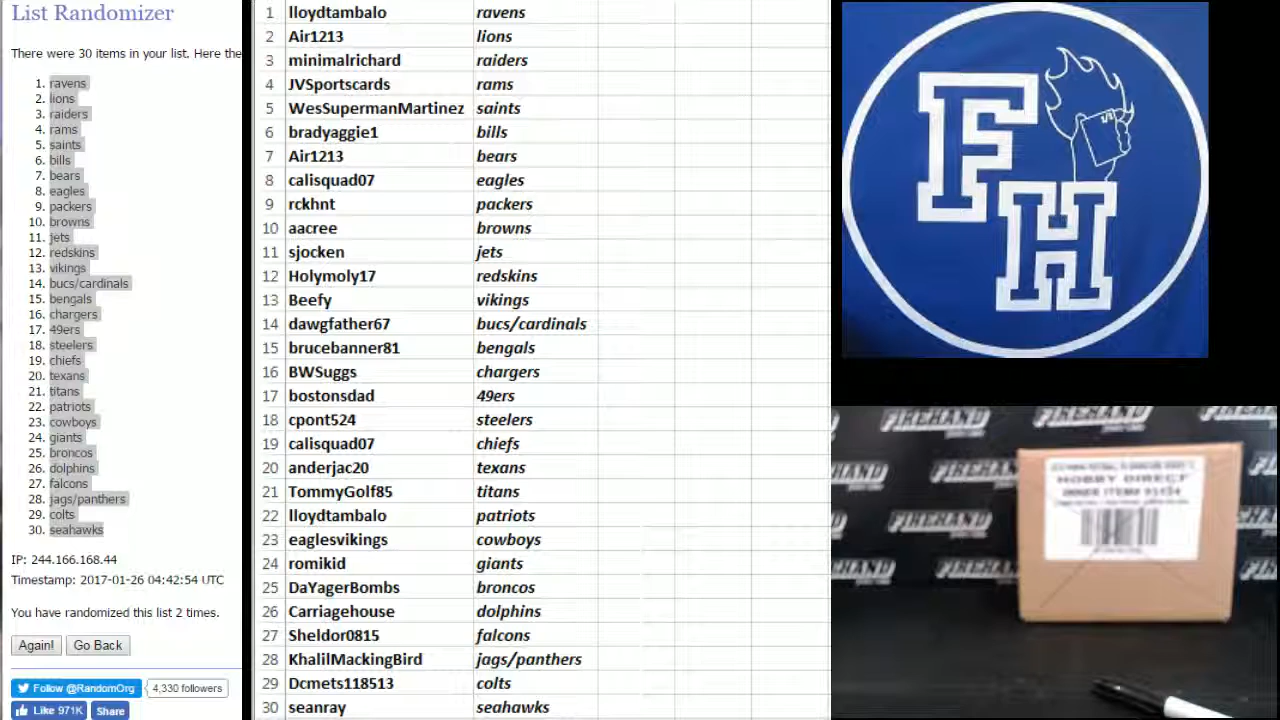 List Randomizer
There were 30 items in your list. Here the
1. ravens
2. lions
3. raiders
4. rams
5. saints
6. bills
7. bears
8. eagles
9. packers
10. browns
11. jets
12. redskins
13. vikings
14. bucs/cardinals
15. bengals
16. chargers
17. 49ers
18. steelers
19. chiefs
20. texans
21. titans
22. patriots
23. cowboys
24. giants
25. broncos
26. dolphins
27. falcons
28. jags/panthers
29. colts
30. seahawks
IP: 244.166.168.44
Timestamp: 2017-01-26 04:42:54 UTC
You have randomized this list 2 times.
Again! Go Back
Follow @RandomOrg 4,330 followers
Like 971K Share
1 lloydtambalo ravens
2 Air1213 lions
3 minimalrichard raiders
4 JVSportscards rams
5 WesSupermanMartinez saints
6 bradyaggie1 bills
7 Air1213 bears
8 calisquad07 eagles
9 rckhnt packers
10 aacree browns
11 sjocken jets
12 Holymoly17 redskins
13 Beefy vikings
14 dawgfather67 bucs/cardinals
15 brucebanner81 bengals
16 BWSuggs chargers
17 bostonsdad 49ers
18 cpont524 steelers
19 calisquad07 chiefs
20 anderjac20 texans
21 TommyGolf85 titans
22 lloydtambalo patriots
23 eaglesvikings cowboys
24 romikid giants
25 DaYagerBombs broncos
26 Carriagehouse dolphins
27 Sheldor0815 falcons
28 KhalilMackingBird jags/panthers
29 Dcmets118513 colts
30 seanray seahawks
FH
FIREHAND
FIREHAND
FIREHAND
FIREHAND
HOBBY DIRECT